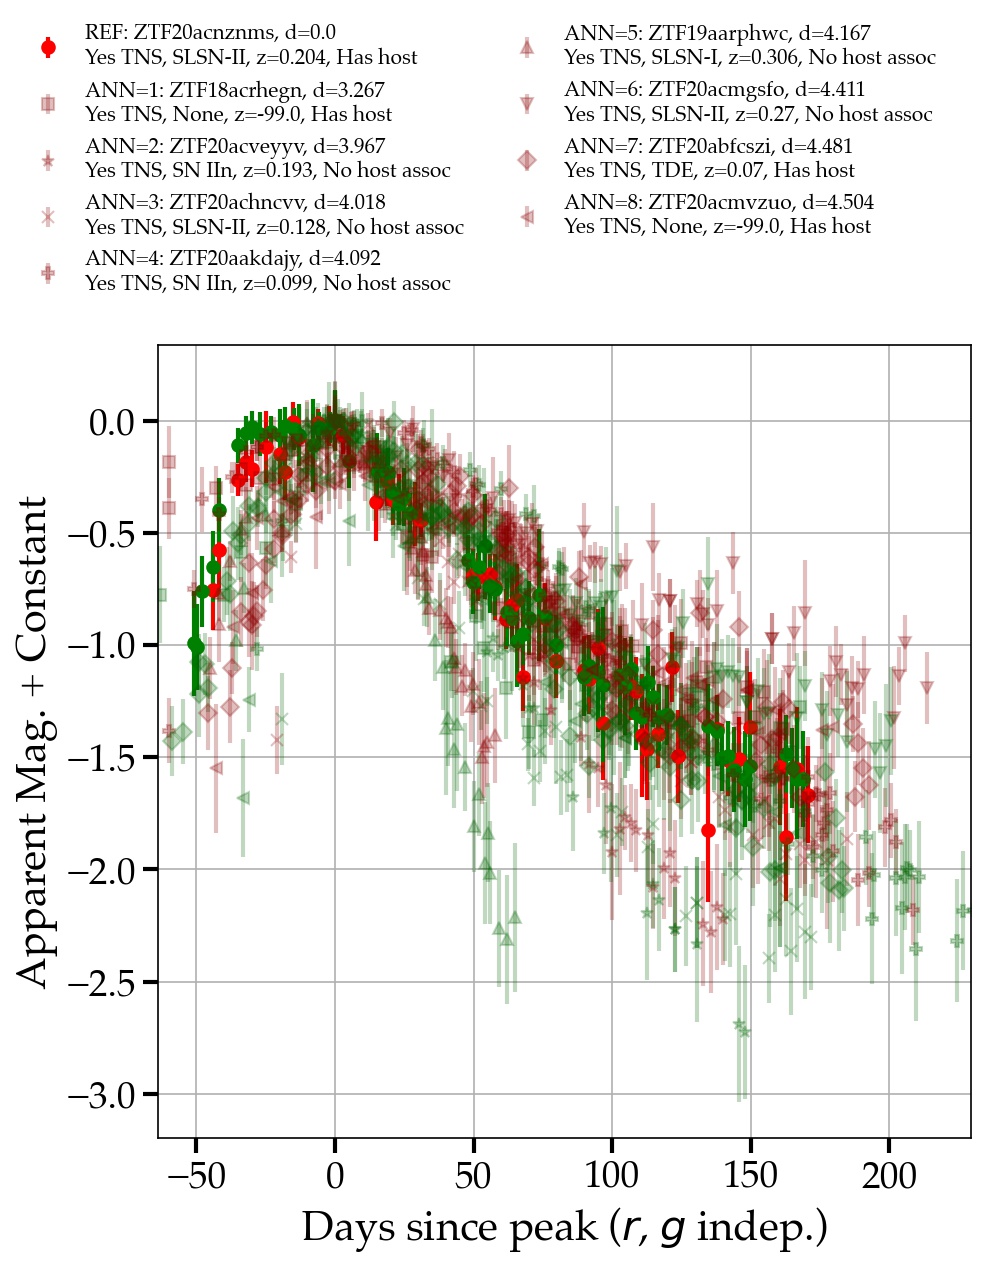 REF: ZTF20acnznms, d=0.0
Yes TNS, SLSN-II, z=0.204, Has host
ANN=1: ZTF18acrhegn, d=3.267
Yes TNS, None, z=-99.0, Has host
ANN=2: ZTF20acveyyv, d=3.967
Yes TNS, SN IIn, z=0.193, No host assoc
ANN=3: ZTF20achncvv, d=4.018
Yes TNS, SLSN-II, z=0.128, No host assoc
ANN=4: ZTF20aakdajy, d=4.092
Yes TNS, SN IIn, z=0.099, No host assoc
ANN=5: ZTF19aarphwc, d=4.167
Yes TNS, SLSN-I, z=0.306, No host assoc
ANN=6: ZTF20acmgsfo, d=4.411
Yes TNS, SLSN-II, z=0.27, No host assoc
ANN=7: ZTF20abfcszi, d=4.481
Yes TNS, TDE, z=0.07, Has host
ANN=8: ZTF20acmvzuo, d=4.504
Yes TNS, None, z=-99.0, Has host
Apparent Mag. + Constant
0.0
−0.5
−1.0
−1.5
−2.0
−2.5
−3.0
−50 0 50 100 150 200
Days since peak (r, g indep.)